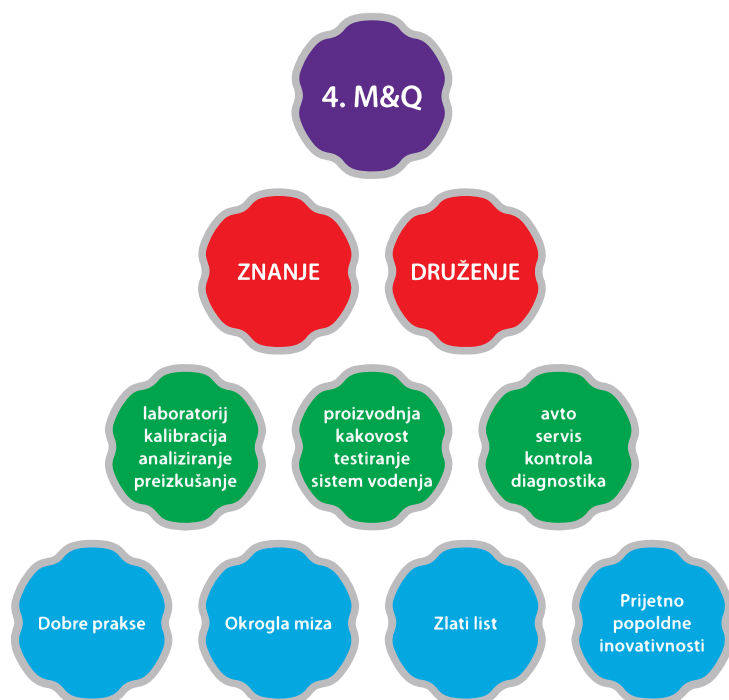 4. M&Q
ZNANJE
DRUŽENJE
laboratorij
kalibracija
analiziranje
preizkušanje
proizvodnja
kakovost
testiranje
sistem vodenja
avto
servis
kontrola
diagnostika
Dobre prakse
Okrogla miza
Zlati list
Prijetno
popoldne
inovativnosti